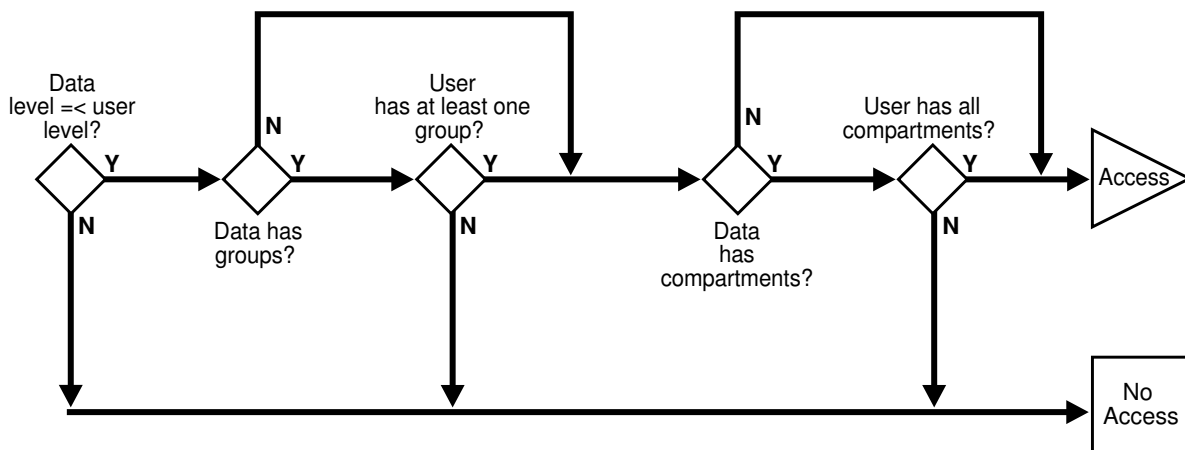 Data
level =< user
level?
Y
N
N
Y
Data has
groups?
User
has at least one
group?
Y
N
N
Y
Data
has
compartments?
User has all
compartments?
Y
N
Access
No
Access